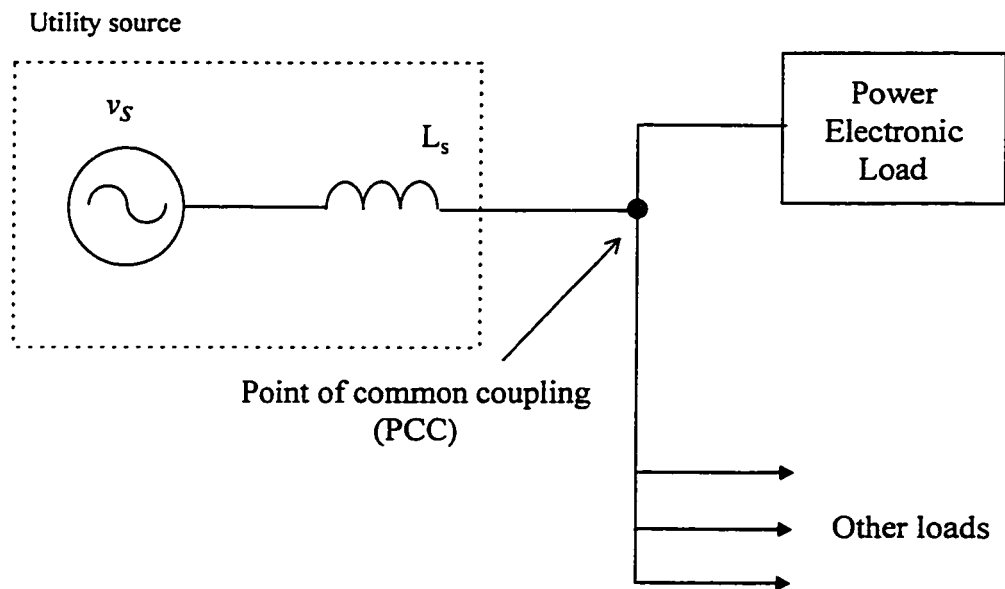 Utility source
v_S
L_s
Power
Electronic
Load
Point of common coupling
(PCC)
Other loads